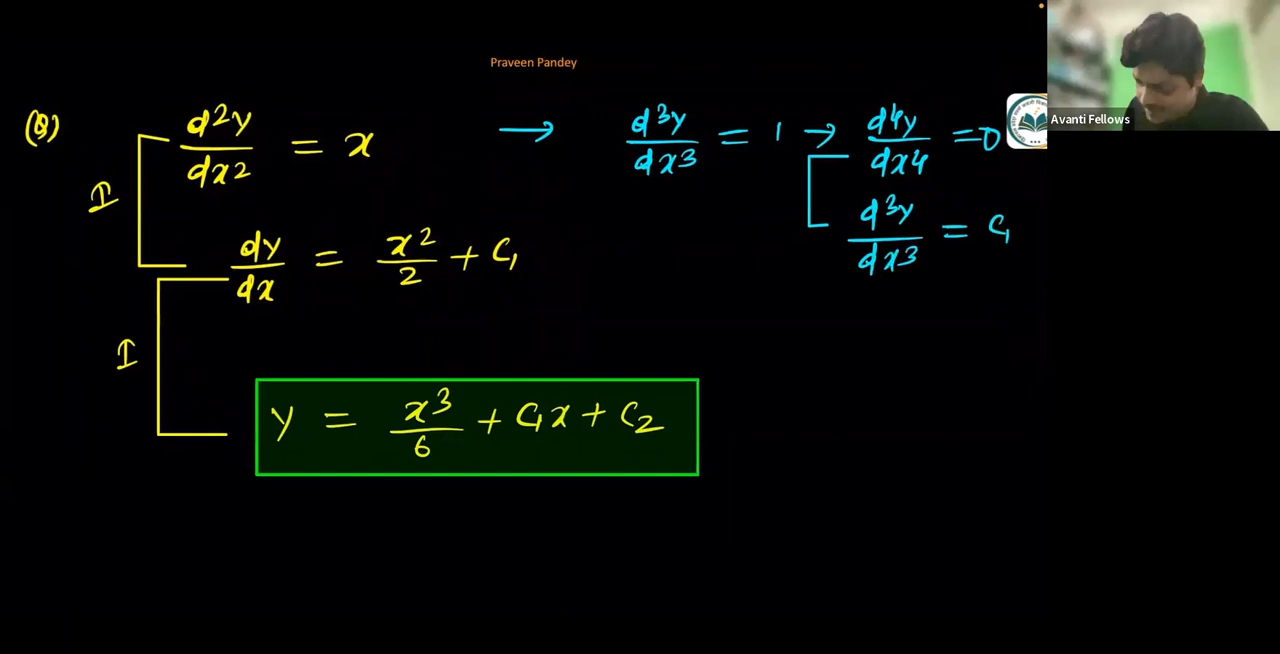 Praveen Pandey
Avanti Fellows
(Q) d2y/dx2 = x → d3y/dx3 = 1 → d4y/dx4 = 0
I
d3y/dx3 = C1
dy/dx = x2/2 + C1
I
y = x3/6 + C1x + C2